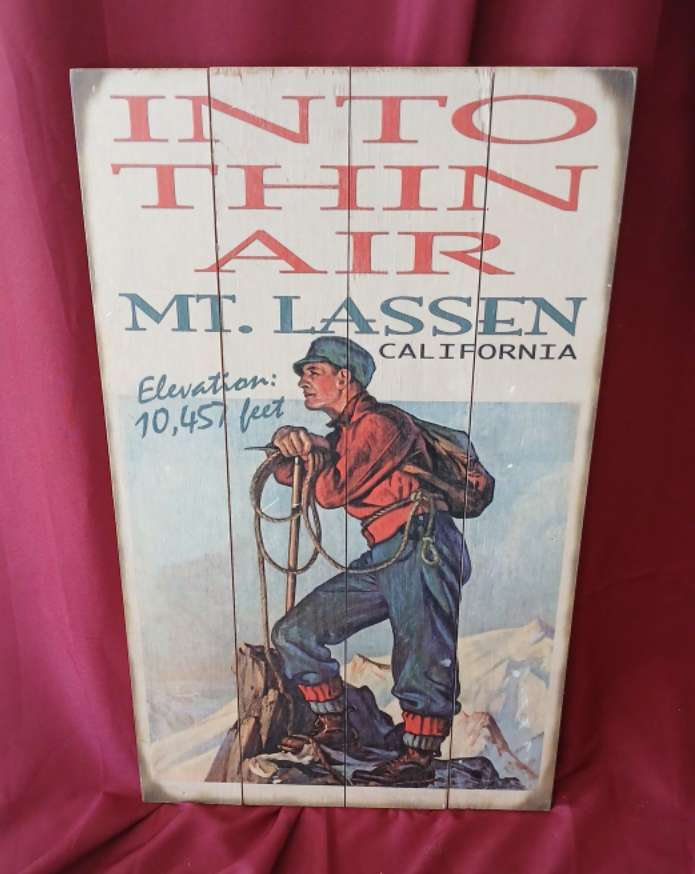 INTO
THIN
AIR
MT. LASSEN
CALIFORNIA
Elevation:
10,457 feet